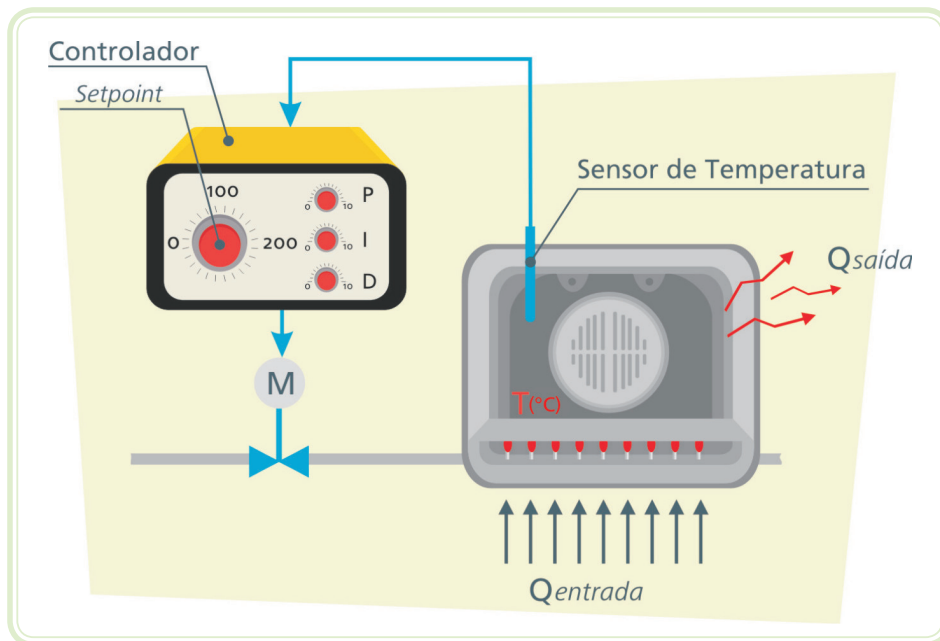 Controlador
Setpoint
100
0
200
0 10 P
0 10 I
0 10 D
Sensor de Temperatura
Qsaída
M
T(°C)
Qentrada